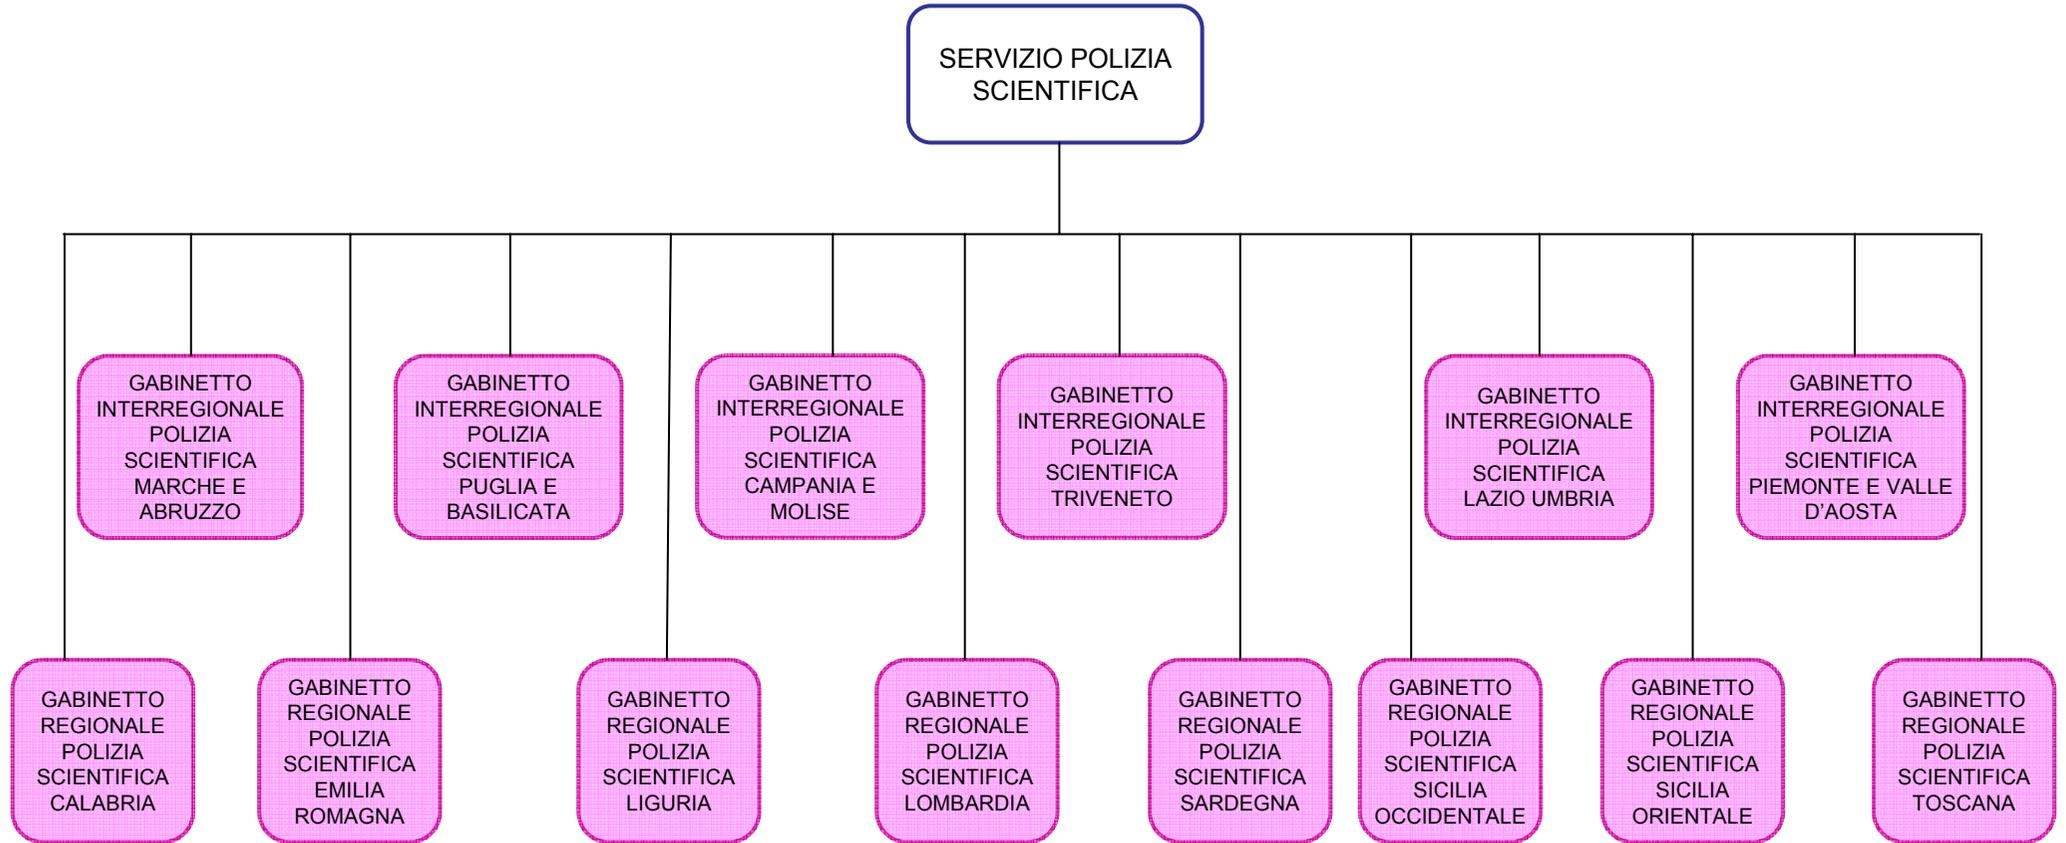 SERVIZIO POLIZIA
SCIENTIFICA
GABINETTO
INTERREGIONALE
POLIZIA
SCIENTIFICA
MARCHE E
ABRUZZO
GABINETTO
INTERREGIONALE
POLIZIA
SCIENTIFICA
PUGLIA E
BASILICATA
GABINETTO
INTERREGIONALE
POLIZIA
SCIENTIFICA
CAMPANIA E
MOLISE
GABINETTO
INTERREGIONALE
POLIZIA
SCIENTIFICA
TRIVENETO
GABINETTO
INTERREGIONALE
POLIZIA
SCIENTIFICA
LAZIO UMBRIA
GABINETTO
INTERREGIONALE
POLIZIA
SCIENTIFICA
PIEMONTE E VALLE
D’AOSTA
GABINETTO
REGIONALE
POLIZIA
SCIENTIFICA
CALABRIA
GABINETTO
REGIONALE
POLIZIA
SCIENTIFICA
EMILIA
ROMAGNA
GABINETTO
REGIONALE
POLIZIA
SCIENTIFICA
LIGURIA
GABINETTO
REGIONALE
POLIZIA
SCIENTIFICA
LOMBARDIA
GABINETTO
REGIONALE
POLIZIA
SCIENTIFICA
SARDEGNA
GABINETTO
REGIONALE
POLIZIA
SCIENTIFICA
SICILIA
OCCIDENTALE
GABINETTO
REGIONALE
POLIZIA
SCIENTIFICA
SICILIA
ORIENTALE
GABINETTO
REGIONALE
POLIZIA
SCIENTIFICA
TOSCANA